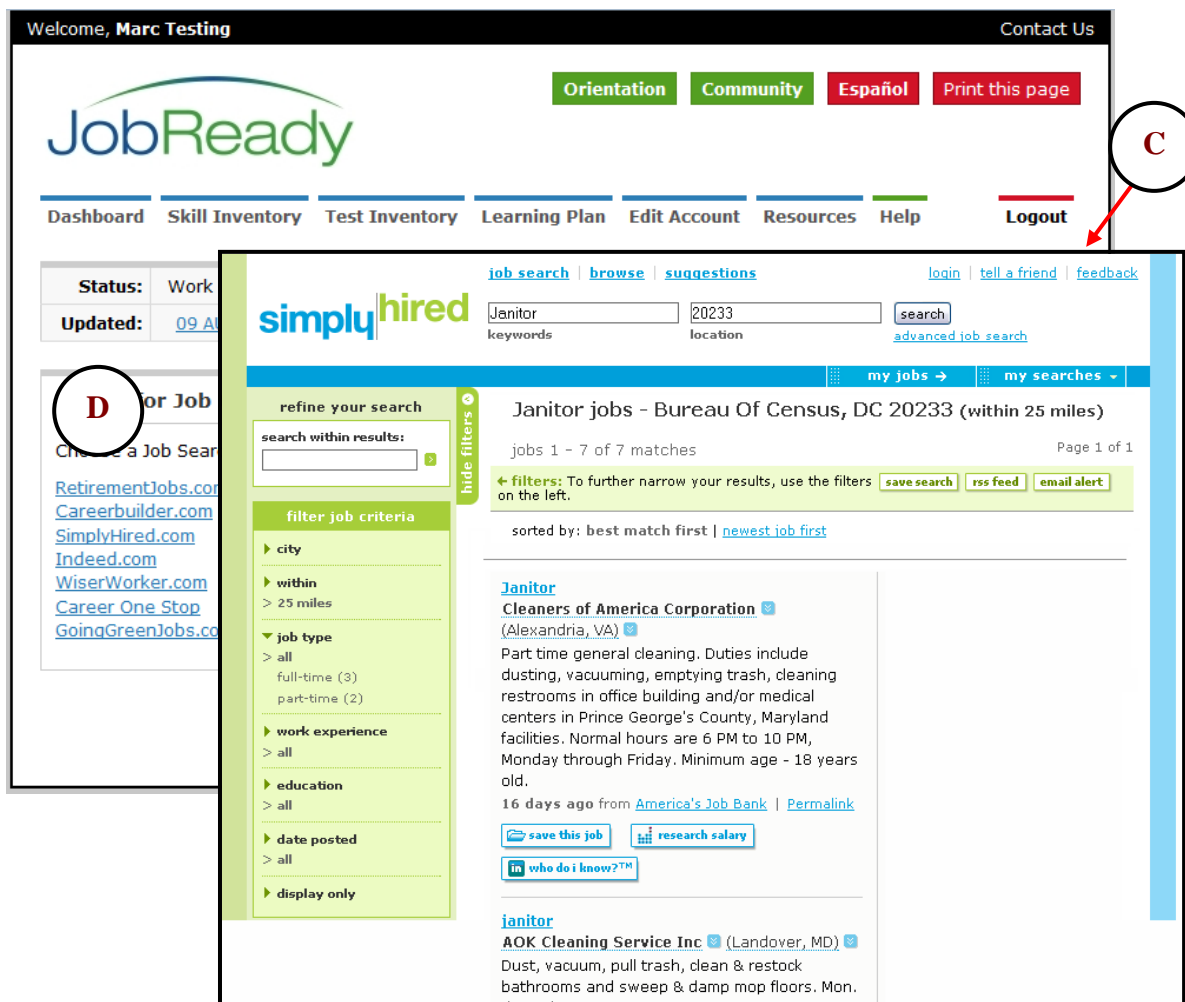 Welcome, Marc Testing
Contact Us
JobReady
Orientation
Community
Español
Print this page
C
Dashboard
Skill Inventory
Test Inventory
Learning Plan
Edit Account
Resources
Help
Logout
Status:
Work
Updated:
09
D
or Job
a Job
RetirementJobs.com
Careerbuilder.com
SimplyHired.com
Indeed.com
WiserWorker.com
Career One Stop
GoingGreenJobs.co
job search | browse | suggestions
login | tell a friend | feedback
simplyhired
Janitor
20233
search
keywords
location
advanced job search
my jobs →
my searches
refine your search
search within results:
hide filters
filter job criteria
city
within
> 25 miles
job type
> all
full-time (3)
part-time (2)
work experience
> all
education
> all
date posted
> all
display only
Janitor jobs - Bureau Of Census, DC 20233 (within 25 miles)
jobs 1 - 7 of 7 matches
Page 1 of 1
← filters: To further narrow your results, use the filters
on the left.
save search
rss feed
email alert
sorted by: best match first | newest job first
Janitor
Cleaners of America Corporation
(Alexandria, VA)
Part time general cleaning. Duties include
dusting, vacuuming, emptying trash, cleaning
restrooms in office building and/or medical
centers in Prince George's County, Maryland
facilities. Normal hours are 6 PM to 10 PM,
Monday through Friday. Minimum age - 18 years
old.
16 days ago from America's Job Bank | Permalink
save this job
research salary
in who do i know?™
janitor
AOK Cleaning Service Inc (Landover, MD)
Dust, vacuum, pull trash, clean & restock
bathrooms and sweep & damp mop floors. Mon.